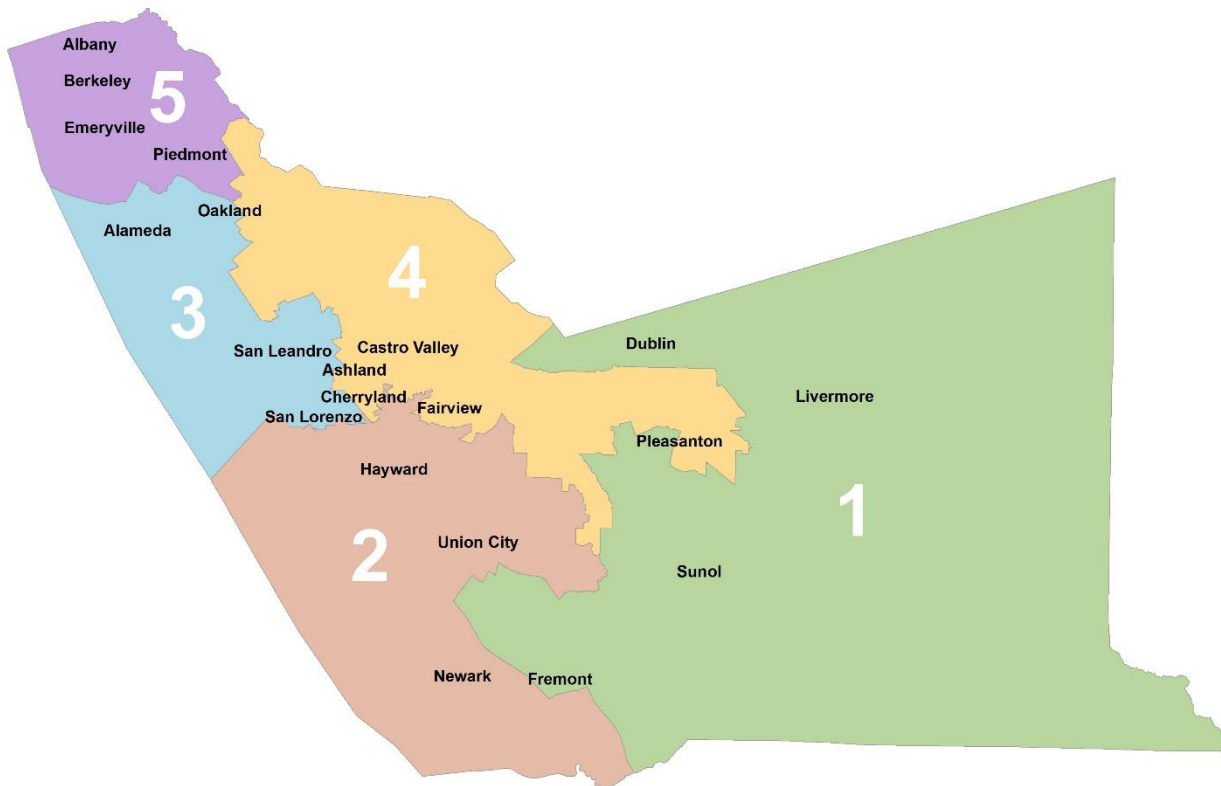 Albany
Berkeley
5
Emeryville
Piedmont
Oakland
Alameda
4
3
San Leandro
Castro Valley
Ashland
Cherryland
San Lorenzo
Fairview
Dublin
Livermore
Pleasanton
Hayward
1
2
Union City
Sunol
Newark
Fremont